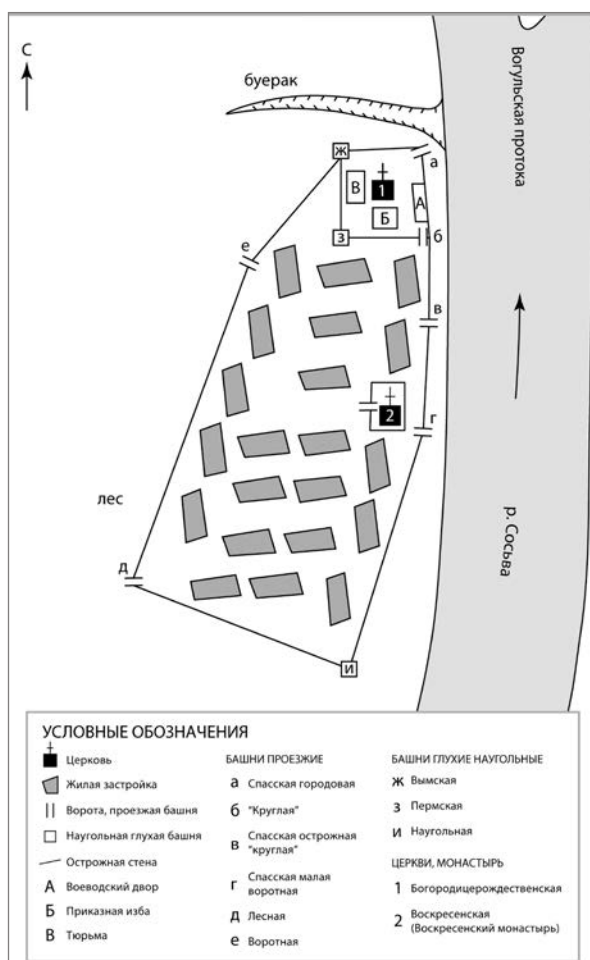 С
буерак
Вогульская протока
ж
а
В
1
А
Б
з
б
е
в
2
г
лес
р. Сосьва
д
и
УСЛОВНЫЕ ОБОЗНАЧЕНИЯ
Церковь
Жилая застройка
Ворота, проезжая башня
Наугольная глухая башня
Острожная стена
А Воеводский двор
Б Приказная изба
В Тюрьма
БАШНИ ПРОЕЗЖИЕ
а Спасская городовая
б "Круглая"
в Спасская острожная
"круглая"
г Спасская малая
воротная
д Лесная
е Воротная
БАШНИ ГЛУХИЕ НАУГОЛЬНЫЕ
ж Вымская
з Пермская
и Наугольная
ЦЕРКВИ, МОНАСТЫРЬ
1 Богородицерождественская
2 Воскресенская
(Воскресенский монастырь)